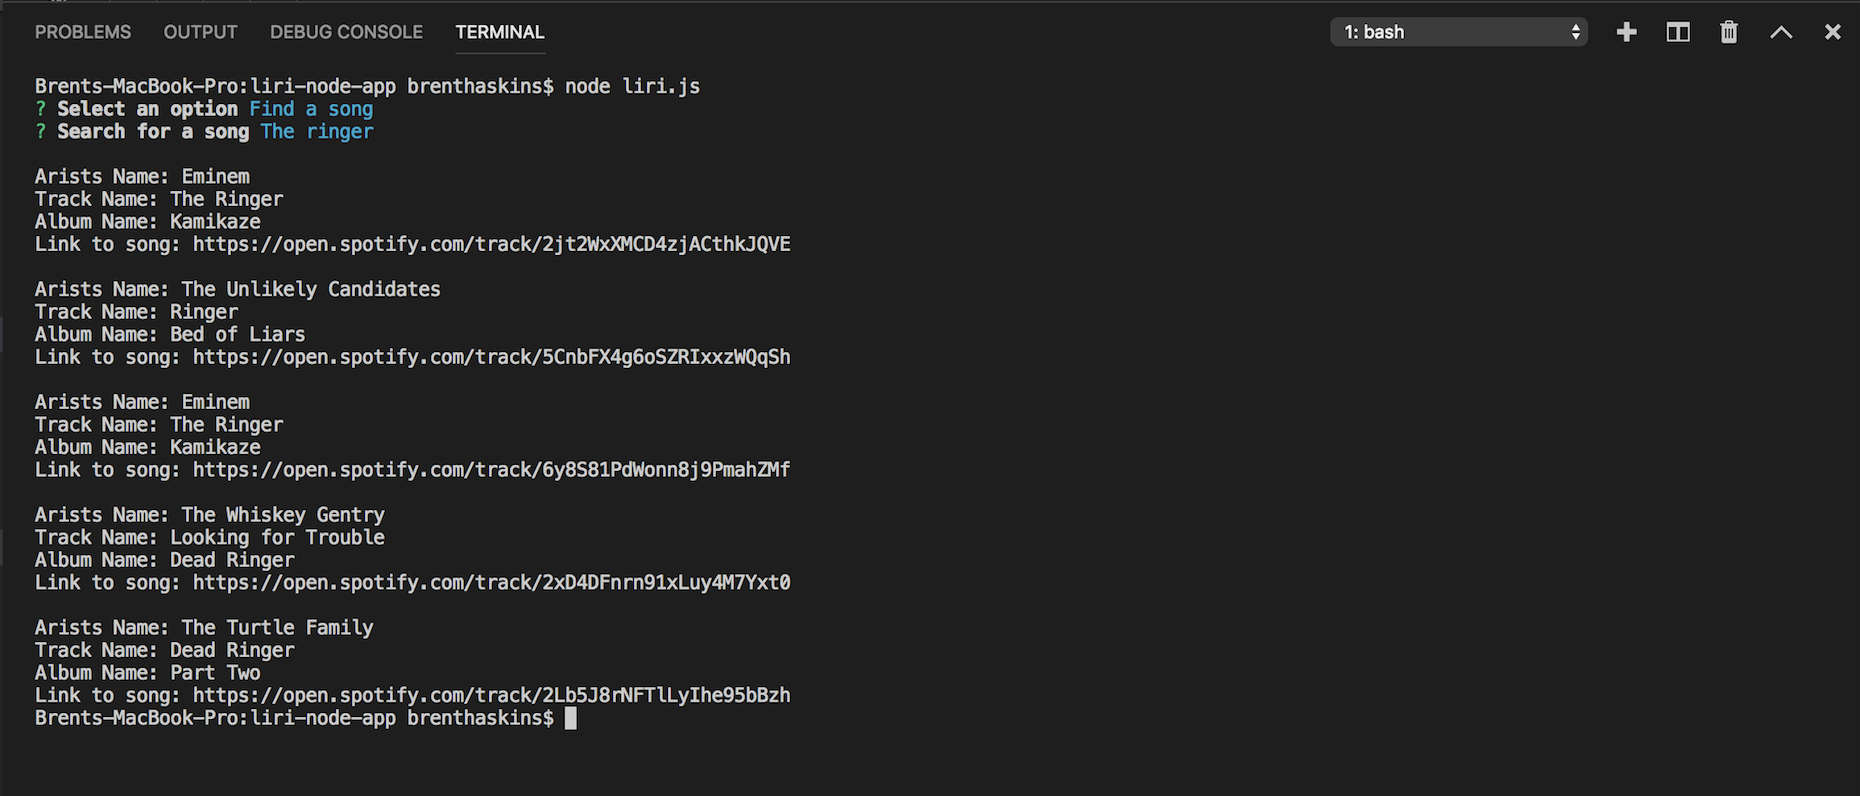 PROBLEMS OUTPUT DEBUG CONSOLE TERMINAL 1: bash
Brents-MacBook-Pro:liri-node-app brenthaskins$ node liri.js
? Select an option Find a song
? Search for a song The ringer
Arists Name: Eminem
Track Name: The Ringer
Album Name: Kamikaze
Link to song: https://open.spotify.com/track/2jt2WxXMCD4zjACthkJQVE
Arists Name: The Unlikely Candidates
Track Name: Ringer
Album Name: Bed of Liars
Link to song: https://open.spotify.com/track/5CnbFX4g6oSZRIxxzWQqSh
Arists Name: Eminem
Track Name: The Ringer
Album Name: Kamikaze
Link to song: https://open.spotify.com/track/6y8S81PdWonn8j9PmahZMf
Arists Name: The Whiskey Gentry
Track Name: Looking for Trouble
Album Name: Dead Ringer
Link to song: https://open.spotify.com/track/2xD4DFnrn91xLuy4M7Yxt0
Arists Name: The Turtle Family
Track Name: Dead Ringer
Album Name: Part Two
Link to song: https://open.spotify.com/track/2Lb5J8rNFTlLyIhe95bBzh
Brents-MacBook-Pro:liri-node-app brenthaskins$